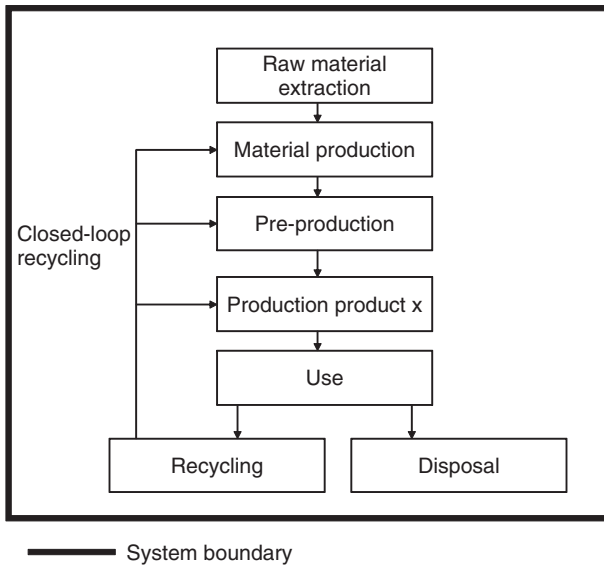 Raw material
extraction
Material production
Closed-loop
recycling
Pre-production
Production product x
Use
Recycling
Disposal
System boundary